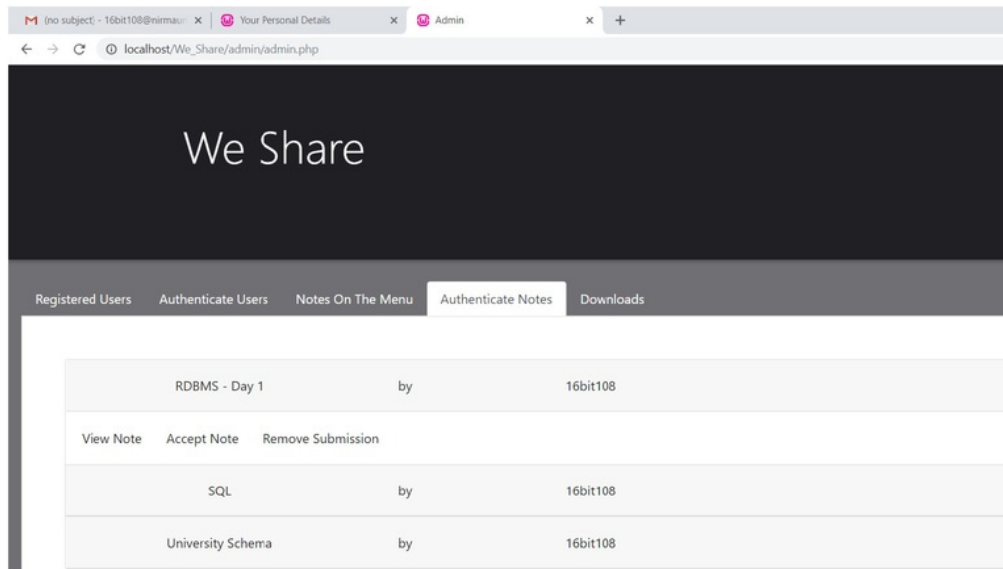 (no subject) - 16bit108@nirmaun Your Personal Details Admin
localhost/We_Share/admin/admin.php
We Share
Registered Users Authenticate Users Notes On The Menu Authenticate Notes Downloads
RDBMS - Day 1 by 16bit108
View Note Accept Note Remove Submission
SQL by 16bit108
University Schema by 16bit108